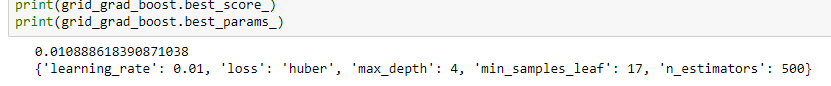 print(grid_grad_boost.best_score_)
print(grid_grad_boost.best_params_)
0.010888618390871038
{'learning_rate': 0.01, 'loss': 'huber', 'max_depth': 4, 'min_samples_leaf': 17, 'n_estimators': 500}